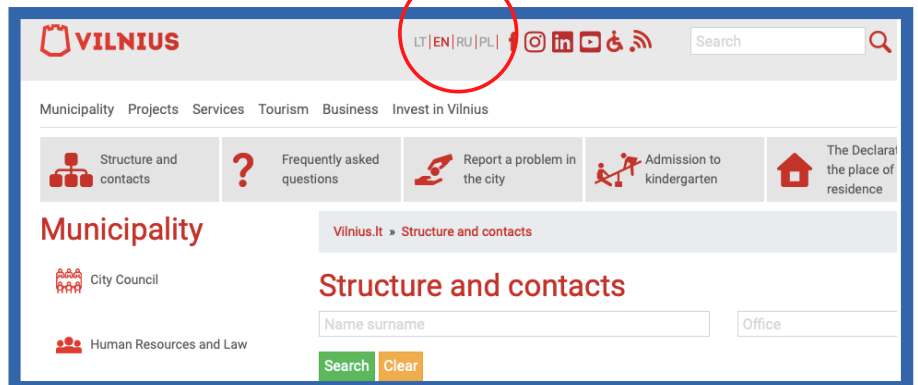 VILNIUS
LT|EN|RU|PL|
Search
Municipality Projects Services Tourism Business Invest in Vilnius
Structure and
contacts
?
Frequently asked
questions
Report a problem in
the city
Admission to
kindergarten
The Declarat
the place of
residence
Municipality
City Council
Human Resources and Law
Vilnius.lt » Structure and contacts
Structure and contacts
Name surname
Office
Search
Clear